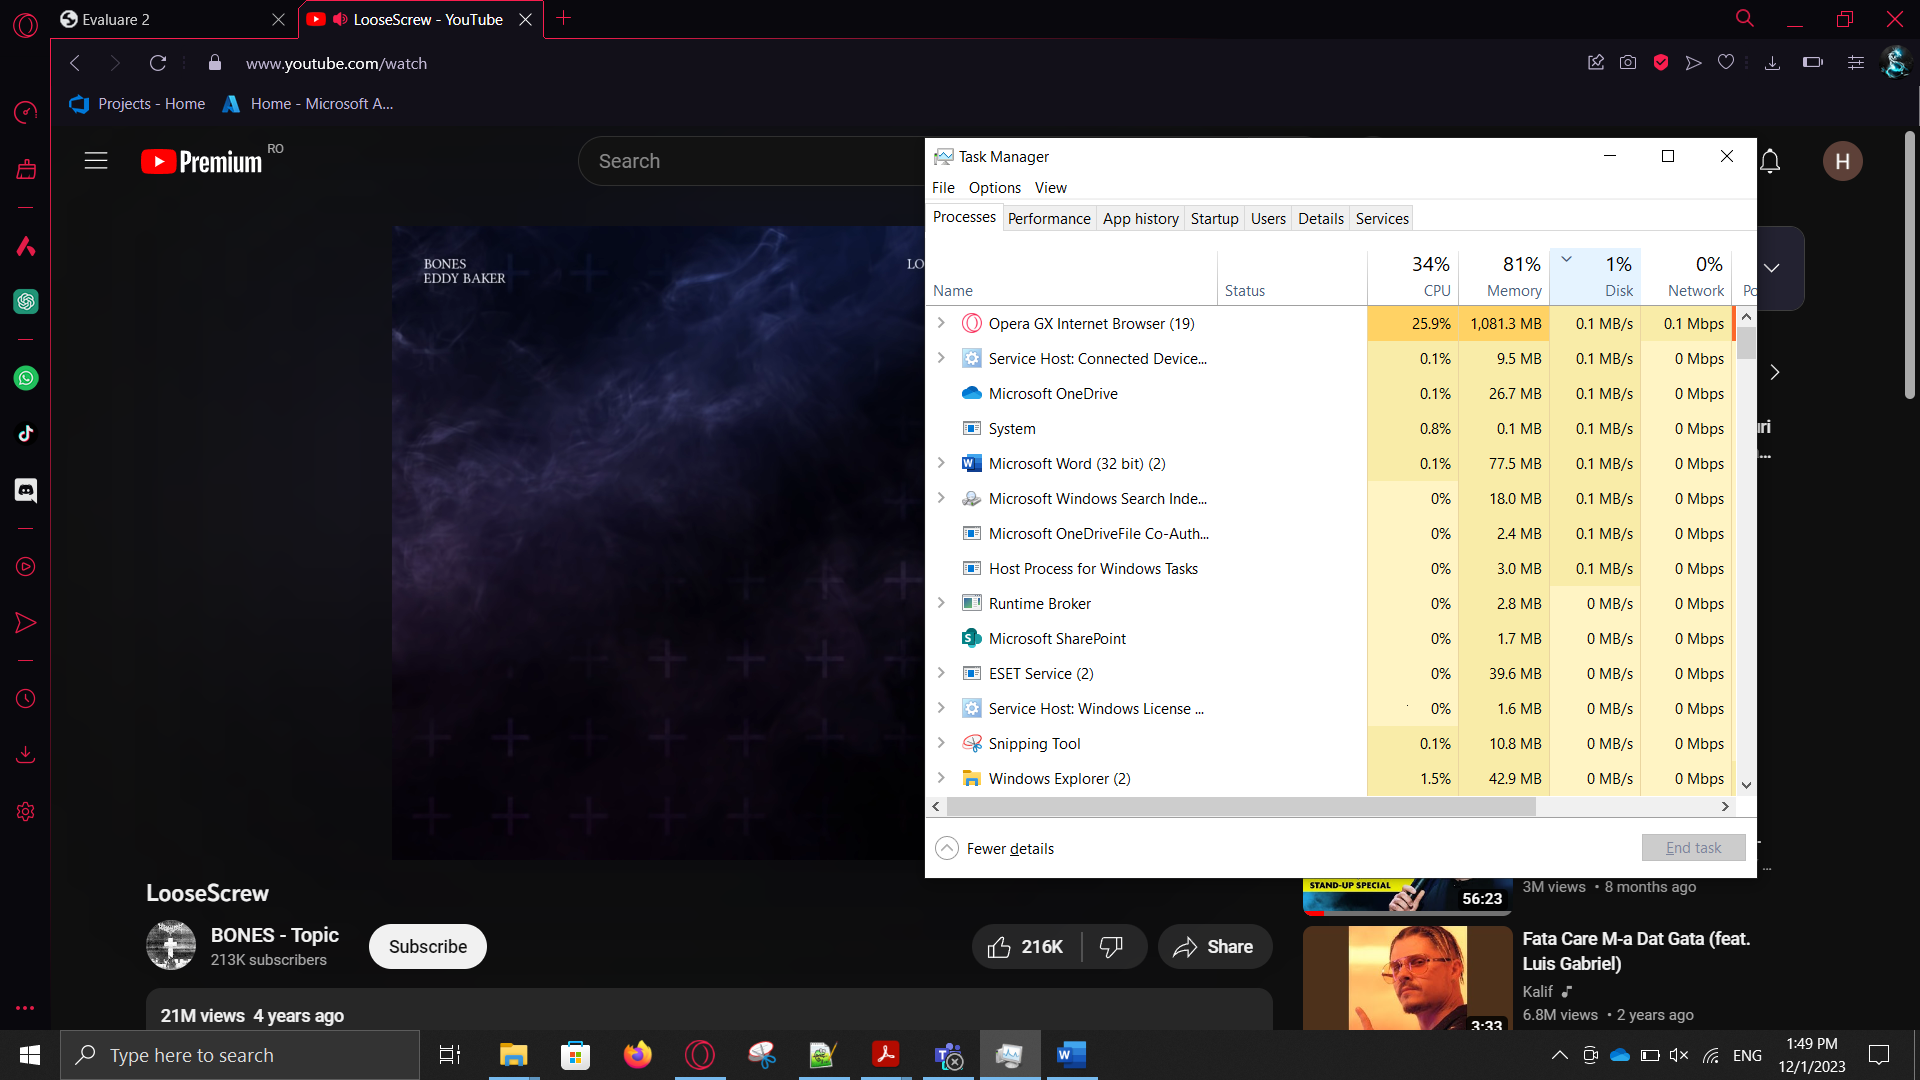 Evaluare 2
LooseScrew - YouTube
www.youtube.com/watch
Projects - Home
Home - Microsoft A...
Premium RO
Search
H
BONES
EDDY BAKER
LO
Task Manager
File Options View
Processes Performance App history Startup Users Details Services
34% 81% 1% 0%
Name Status CPU Memory Disk Network Po
Opera GX Internet Browser (19) 25.9% 1,081.3 MB 0.1 MB/s 0.1 Mbps
Service Host: Connected Device... 0.1% 9.5 MB 0.1 MB/s 0 Mbps
Microsoft OneDrive 0.1% 26.7 MB 0.1 MB/s 0 Mbps
System 0.8% 0.1 MB 0.1 MB/s 0 Mbps
Microsoft Word (32 bit) (2) 0.1% 77.5 MB 0.1 MB/s 0 Mbps
Microsoft Windows Search Inde... 0% 18.0 MB 0.1 MB/s 0 Mbps
Microsoft OneDriveFile Co-Auth... 0% 2.4 MB 0.1 MB/s 0 Mbps
Host Process for Windows Tasks 0% 3.0 MB 0.1 MB/s 0 Mbps
Runtime Broker 0% 2.8 MB 0 MB/s 0 Mbps
Microsoft SharePoint 0% 1.7 MB 0 MB/s 0 Mbps
ESET Service (2) 0% 39.6 MB 0 MB/s 0 Mbps
Service Host: Windows License ... 0% 1.6 MB 0 MB/s 0 Mbps
Snipping Tool 0.1% 10.8 MB 0 MB/s 0 Mbps
Windows Explorer (2) 1.5% 42.9 MB 0 MB/s 0 Mbps
Fewer details
End task
LooseScrew
BONES - Topic
213K subscribers
Subscribe
216K
Share
21M views 4 years ago
STAND-UP SPECIAL
56:23
3M views • 8 months ago
Fata Care M-a Dat Gata (feat.
Luis Gabriel)
Kalif
6.8M views • 2 years ago
3:33
Type here to search
ENG
1:49 PM
12/1/2023